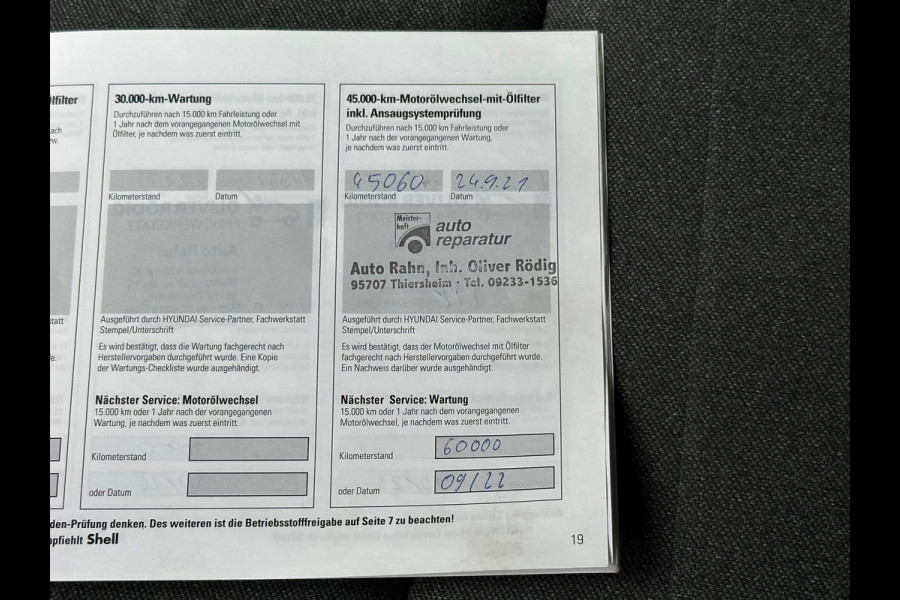 lfilter
ach
w.
tatt
e.
30.000-km-Wartung
Durchzuführen nach 15.000 km Fahrleistung oder
1 Jahr nach dem vorangegangenen Motorölwechsel mit
Ölfilter, je nachdem was zuerst eintritt.
Kilometerstand Datum
Ausgeführt durch HYUNDAI Service-Partner, Fachwerkstatt
Stempel/Unterschrift
Es wird bestätigt, dass die Wartung fachgerecht nach
Herstellervorgaben durchgeführt wurde. Eine Kopie
der Wartungs-Checkliste wurde ausgehändigt.
Nächster Service: Motorölwechsel
15.000 km oder 1 Jahr nach der vorangegangenen
Wartung, je nachdem was zuerst eintritt.
Kilometerstand
oder Datum
45.000-km-Motorölwechsel-mit-Ölfilter
inkl. Ansaugsystemprüfung
Durchzuführen nach 15.000 km Fahrleistung oder
1 Jahr nach der vorangegangenen Wartung,
je nachdem was zuerst eintritt.
45060 24.9.21
Kilometerstand Datum
Meister-
haft
auto
reparatur
Auto Rahn, Inh. Oliver Rödig
95707 Thiersheim · Tel. 09233-1536
Ausgeführt durch HYUNDAI Service-Partner, Fachwerkstatt
Stempel/Unterschrift
Es wird bestätigt, dass der Motorölwechsel mit Ölfilter
fachgerecht nach Herstellervorgaben durchgeführt wurde.
Ein Nachweis darüber wurde ausgehändigt.
Nächster Service: Wartung
15.000 km oder 1 Jahr nach dem vorangegangenen
Motorölwechsel, je nachdem was zuerst eintritt.
Kilometerstand 60000
oder Datum 09/22
den-Prüfung denken. Des weiteren ist die Betriebsstofffreigabe auf Seite 7 zu beachten!
pfiehlt Shell
19